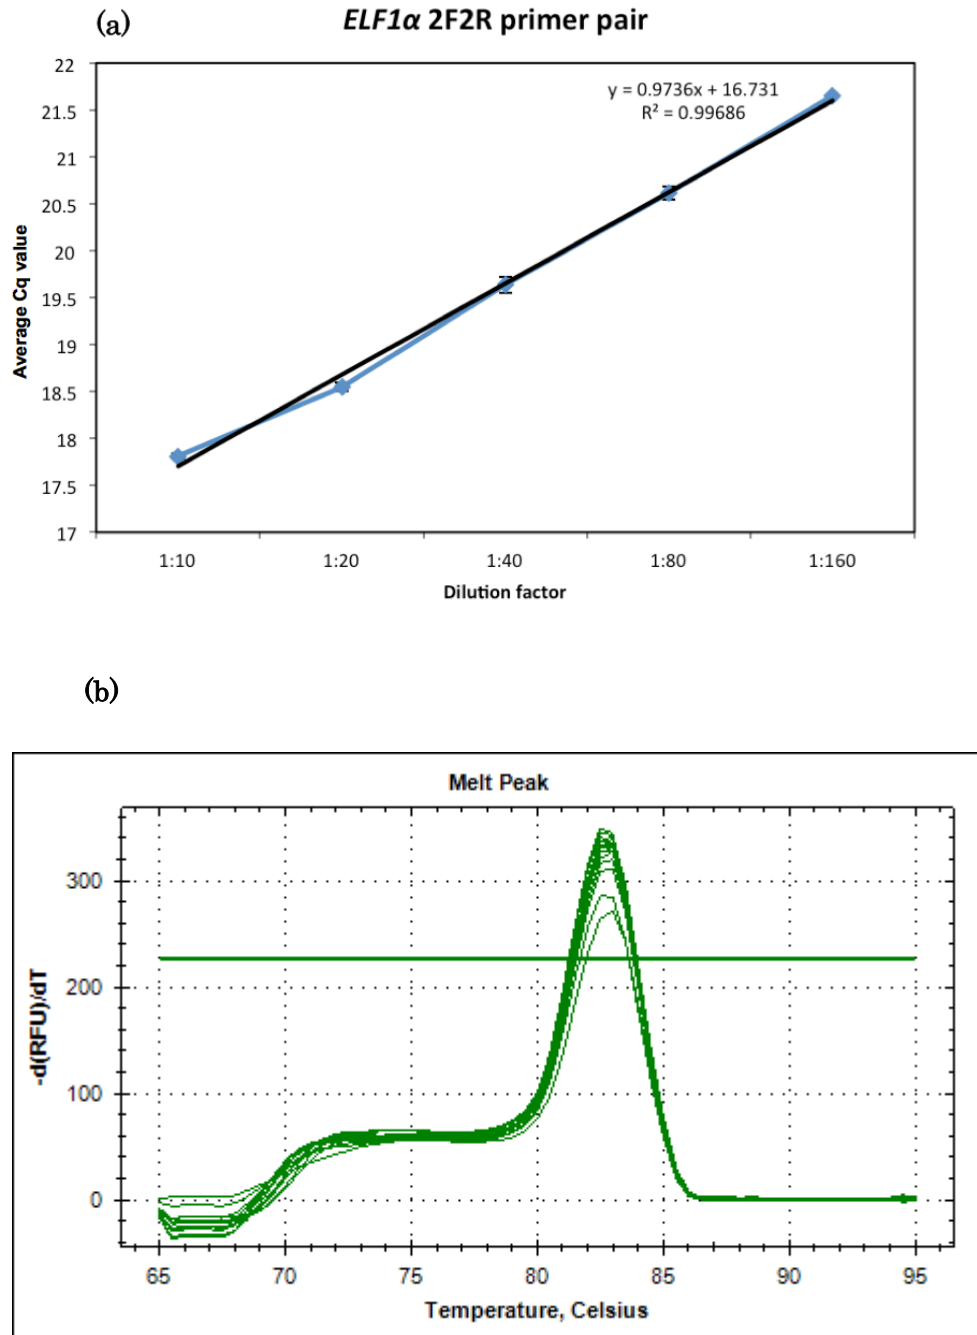 (a)
ELF1α 2F2R primer pair
y = 0.9736x + 16.731
R² = 0.99686
22
21.5
21
20.5
20
19.5
19
18.5
18
17.5
17
Average Cq value
1:10 1:20 1:40 1:80 1:160
Dilution factor
(b)
Melt Peak
300
200
100
0
-d(RFU)/dT
65 70 75 80 85 90 95
Temperature, Celsius